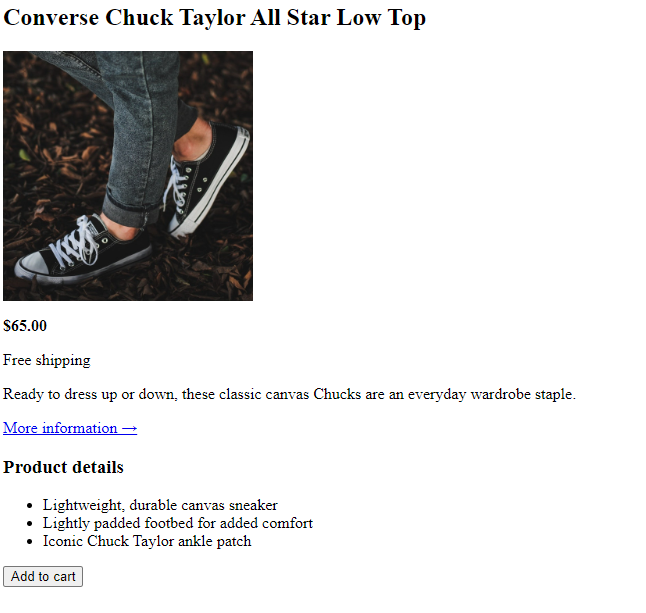 Converse Chuck Taylor All Star Low Top
$65.00
Free shipping
Ready to dress up or down, these classic canvas Chucks are an everyday wardrobe staple.
More information →
Product details
• Lightweight, durable canvas sneaker
• Lightly padded footbed for added comfort
• Iconic Chuck Taylor ankle patch
Add to cart